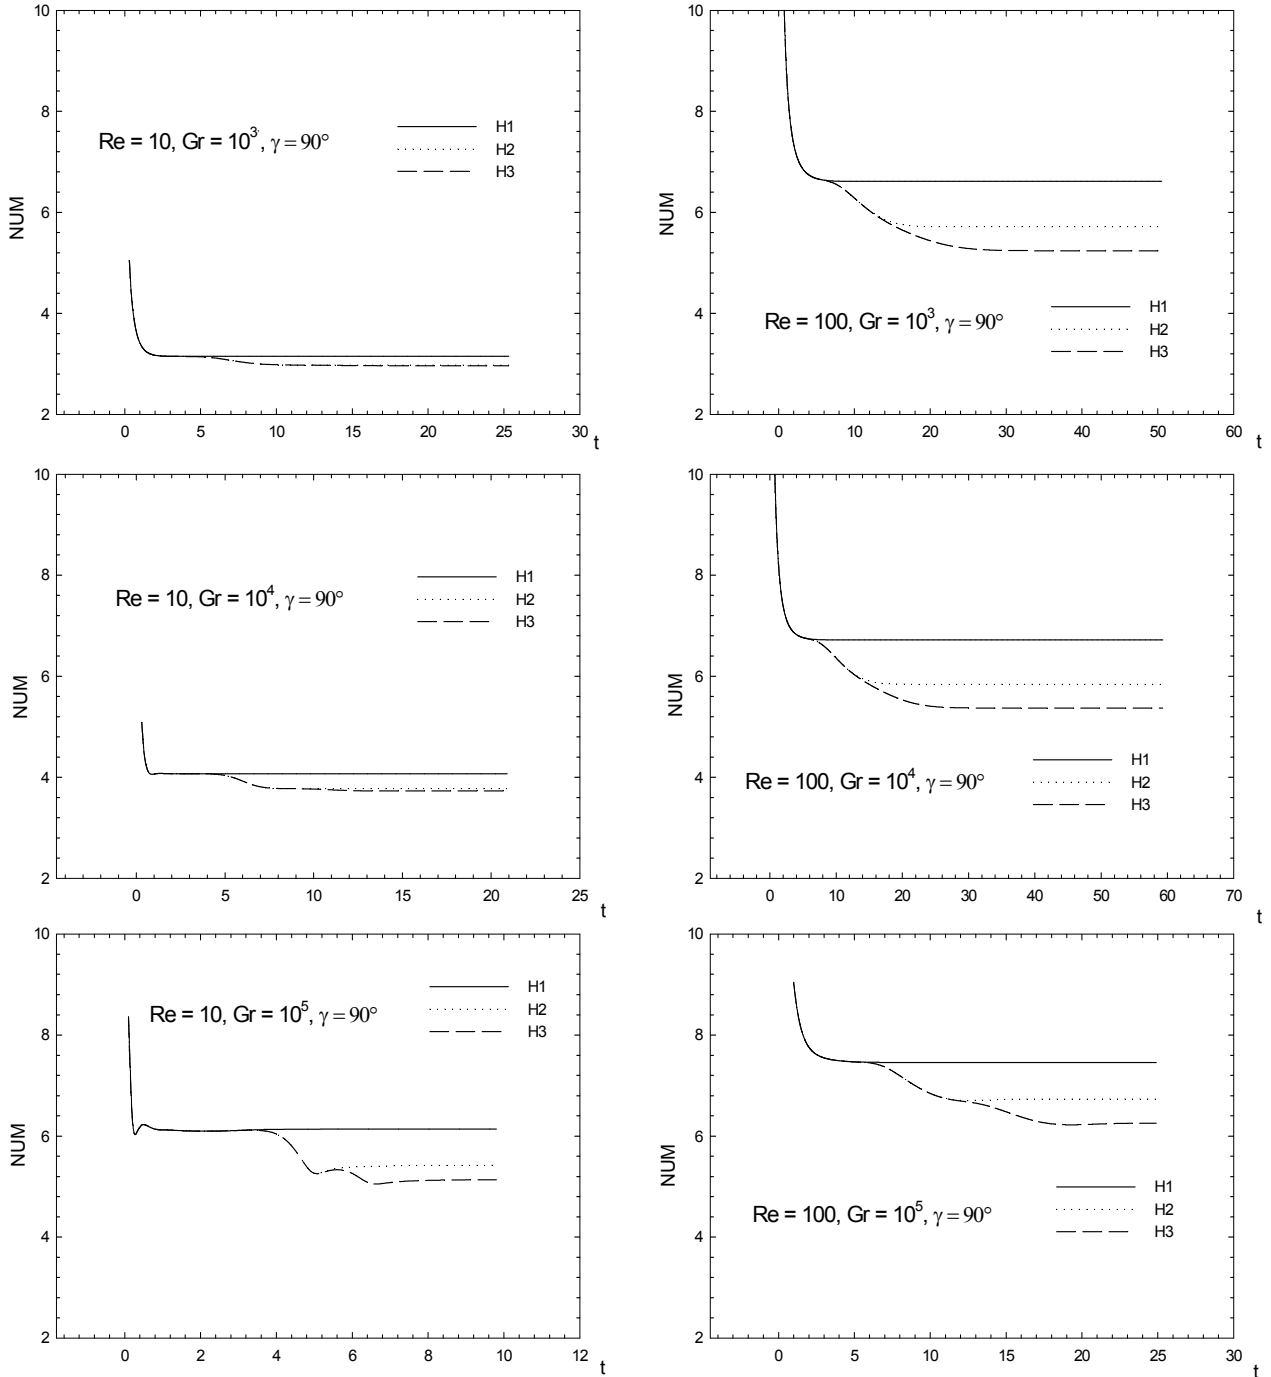 10
8
6
4
2
NUM
Re = 10, Gr = 10³, γ = 90°
H1
H2
H3
0 5 10 15 20 25 30
t
10
8
6
4
2
NUM
Re = 100, Gr = 10³, γ = 90°
H1
H2
H3
0 10 20 30 40 50 60
t
10
8
6
4
2
NUM
Re = 10, Gr = 10⁴, γ = 90°
H1
H2
H3
0 5 10 15 20 25
t
10
8
6
4
2
NUM
Re = 100, Gr = 10⁴, γ = 90°
H1
H2
H3
0 10 20 30 40 50 60 70
t
10
8
6
4
2
NUM
Re = 10, Gr = 10⁵, γ = 90°
H1
H2
H3
0 2 4 6 8 10 12
t
10
8
6
4
2
NUM
Re = 100, Gr = 10⁵, γ = 90°
H1
H2
H3
0 5 10 15 20 25 30
t